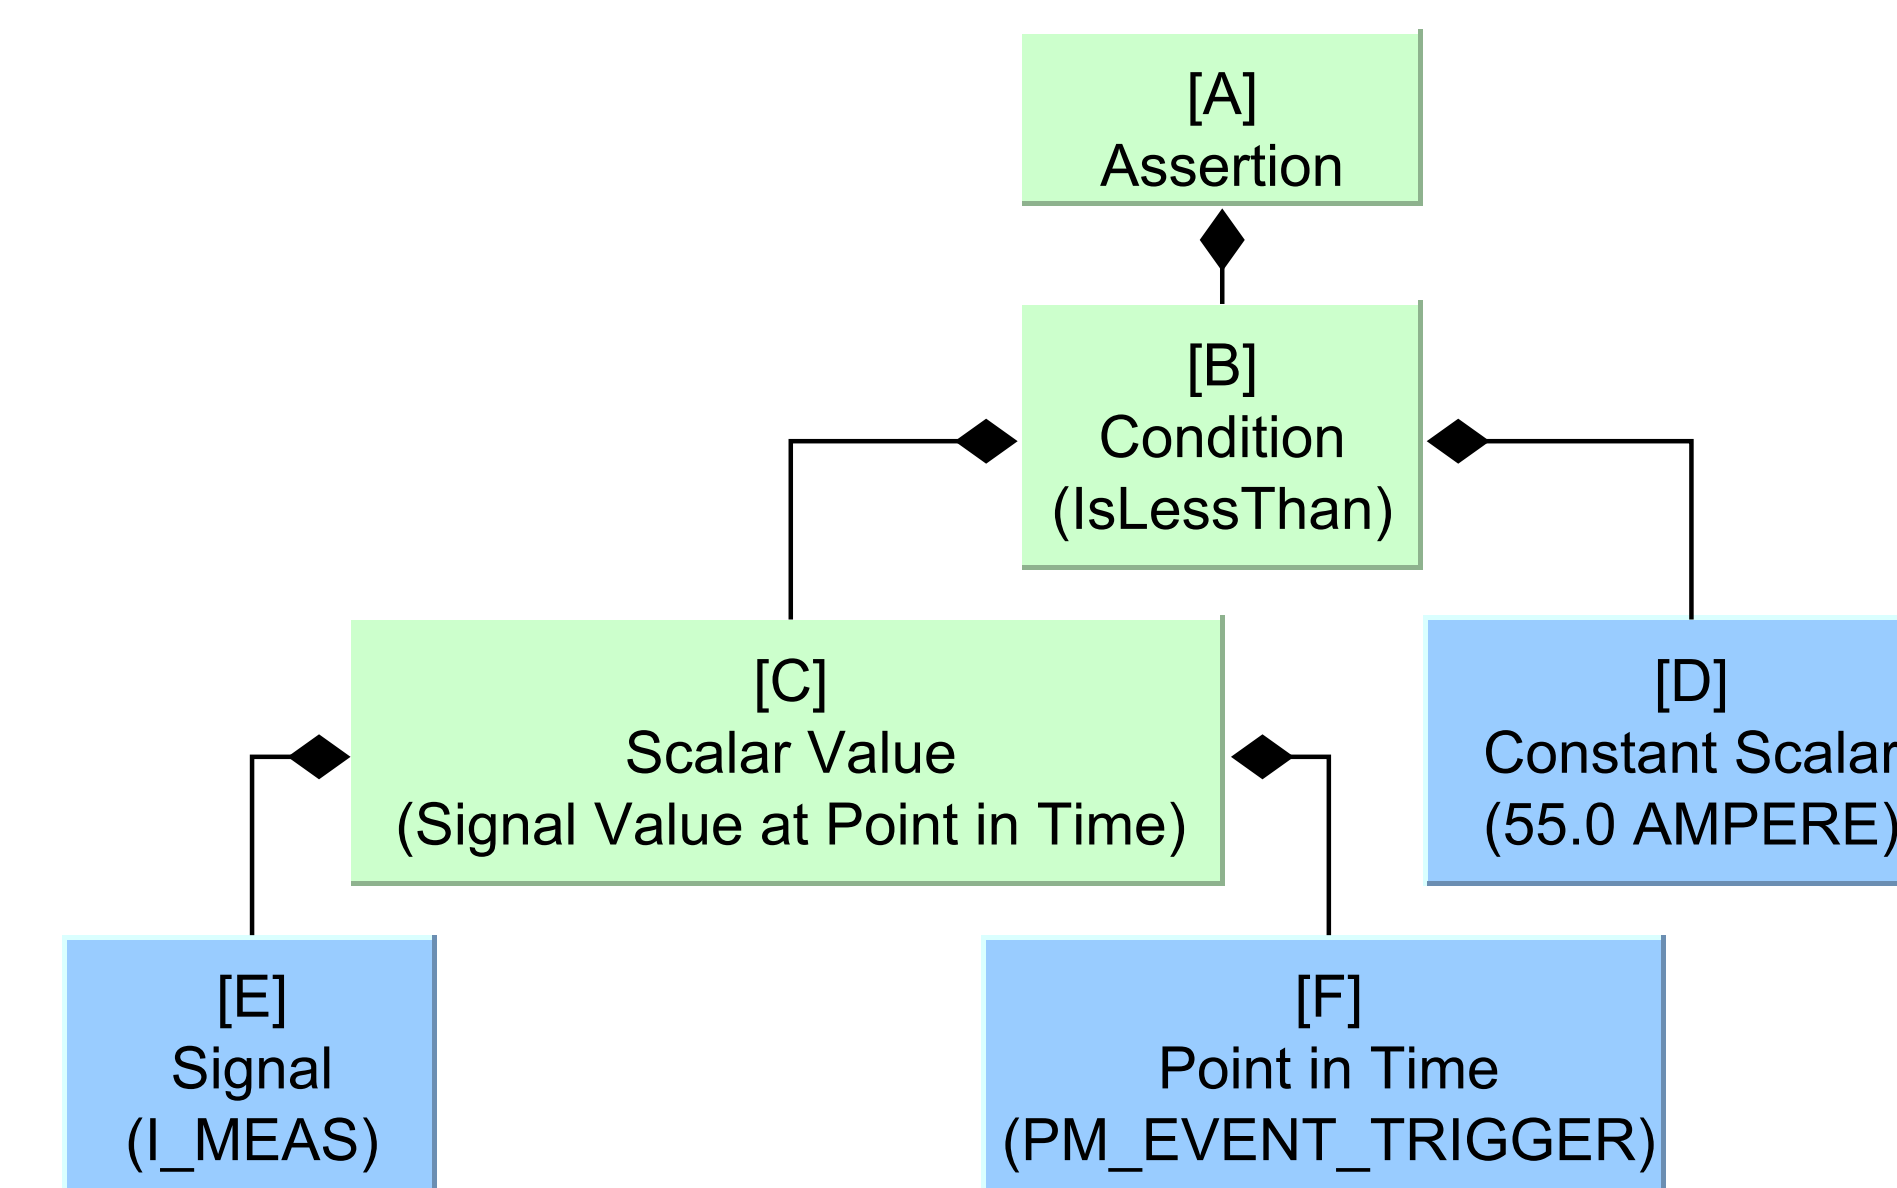 [A]
Assertion
[B]
Condition
(IsLessThan)
[C]
Scalar Value
(Signal Value at Point in Time)
[D]
Constant Scalar
(55.0 AMPERE)
[E]
Signal
(I_MEAS)
[F]
Point in Time
(PM_EVENT_TRIGGER)